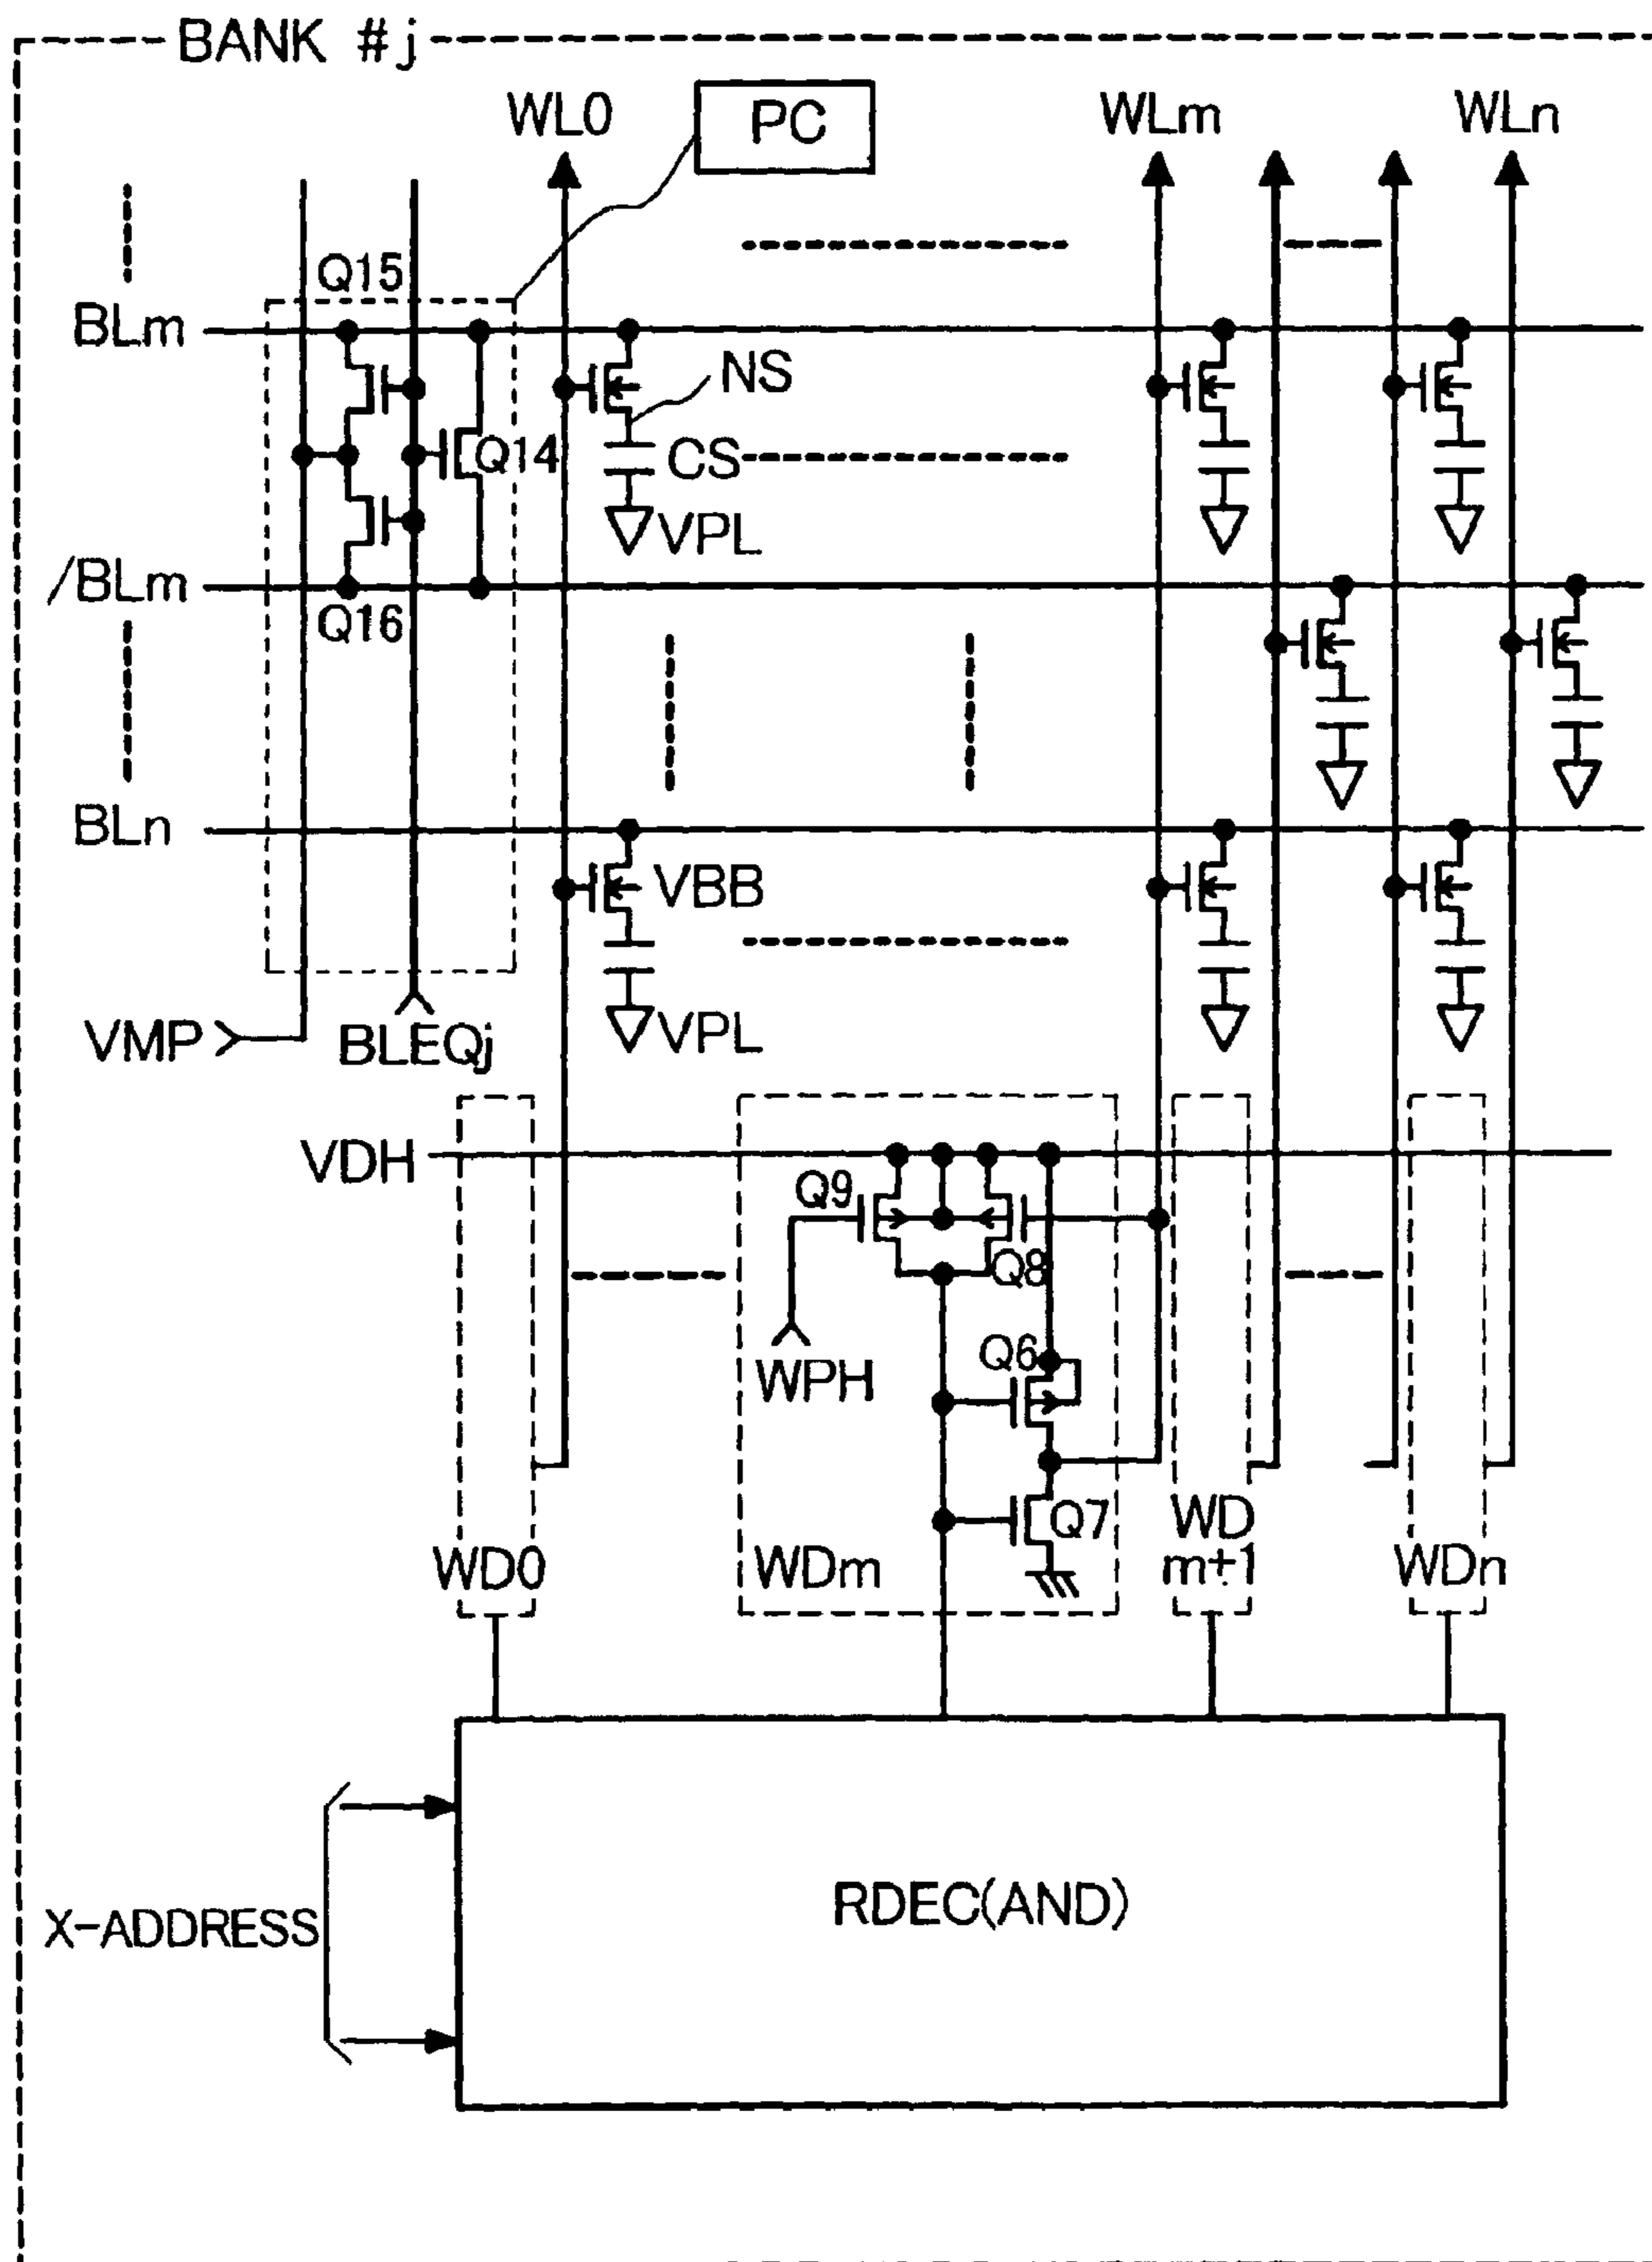 BANK #j
WL0
PC
WLm
WLn
Q15
BLm
NS
Q14
CS
VPL
/BLm
Q16
BLn
VBB
VMP
BLEQj
VPL
VDH
Q9
Q8
WPH
Q6
Q7
WD0
WDm
WD
m+1
WDn
X-ADDRESS
RDEC(AND)